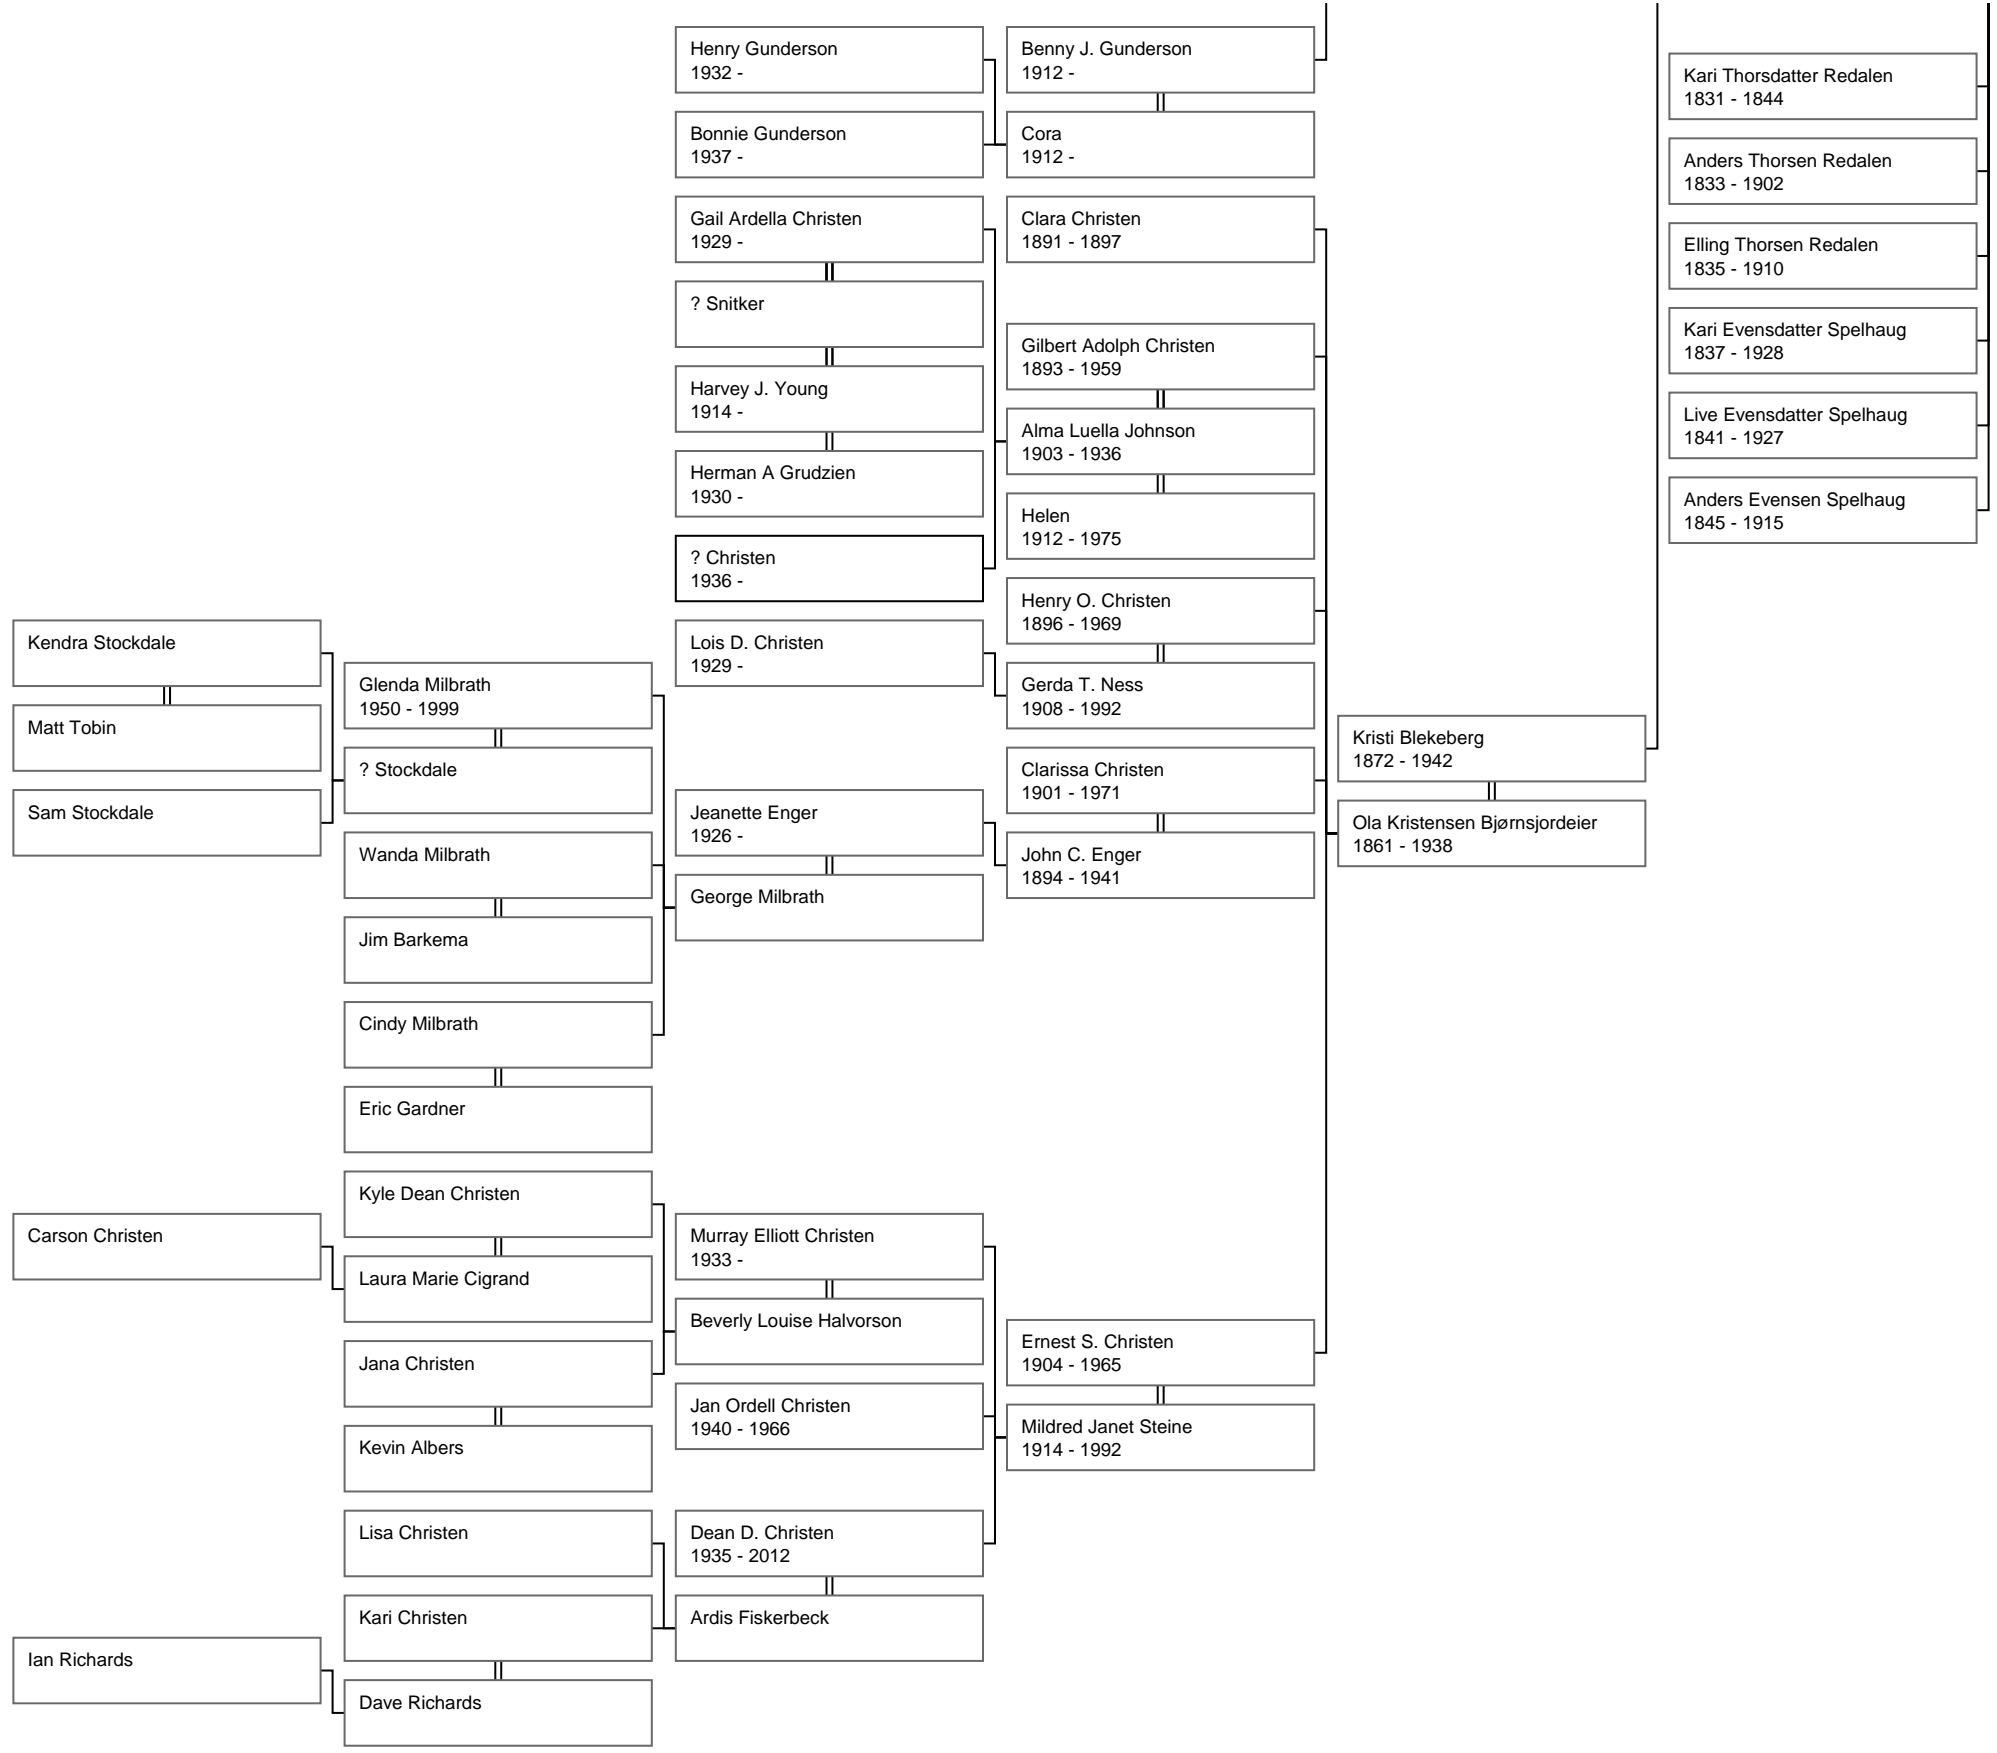 Henry Gunderson
1932 -
Bonnie Gunderson
1937 -
Gail Ardella Christen
1929 -
? Snitker
Harvey J. Young
1914 -
Herman A Grudzien
1930 -
? Christen
1936 -
Lois D. Christen
1929 -
Benny J. Gunderson
1912 -
Cora
1912 -
Clara Christen
1891 - 1897
Gilbert Adolph Christen
1893 - 1959
Alma Luella Johnson
1903 - 1936
Helen
1912 - 1975
Henry O. Christen
1896 - 1969
Gerda T. Ness
1908 - 1992
Clarissa Christen
1901 - 1971
John C. Enger
1894 - 1941
Kari Thorsdatter Redalen
1831 - 1844
Anders Thorsen Redalen
1833 - 1902
Elling Thorsen Redalen
1835 - 1910
Kari Evensdatter Spelhaug
1837 - 1928
Live Evensdatter Spelhaug
1841 - 1927
Anders Evensen Spelhaug
1845 - 1915
Kristi Blekeberg
1872 - 1942
Ola Kristensen Bjørnsjordeier
1861 - 1938
Kendra Stockdale
Matt Tobin
Sam Stockdale
Glenda Milbrath
1950 - 1999
? Stockdale
Wanda Milbrath
Jim Barkema
Cindy Milbrath
Eric Gardner
Jeanette Enger
1926 -
George Milbrath
Carson Christen
Kyle Dean Christen
Laura Marie Cigrand
Jana Christen
Kevin Albers
Lisa Christen
Kari Christen
Dave Richards
Ian Richards
Murray Elliott Christen
1933 -
Beverly Louise Halvorson
Jan Ordell Christen
1940 - 1966
Dean D. Christen
1935 - 2012
Ardis Fiskerbeck
Ernest S. Christen
1904 - 1965
Mildred Janet Steine
1914 - 1992